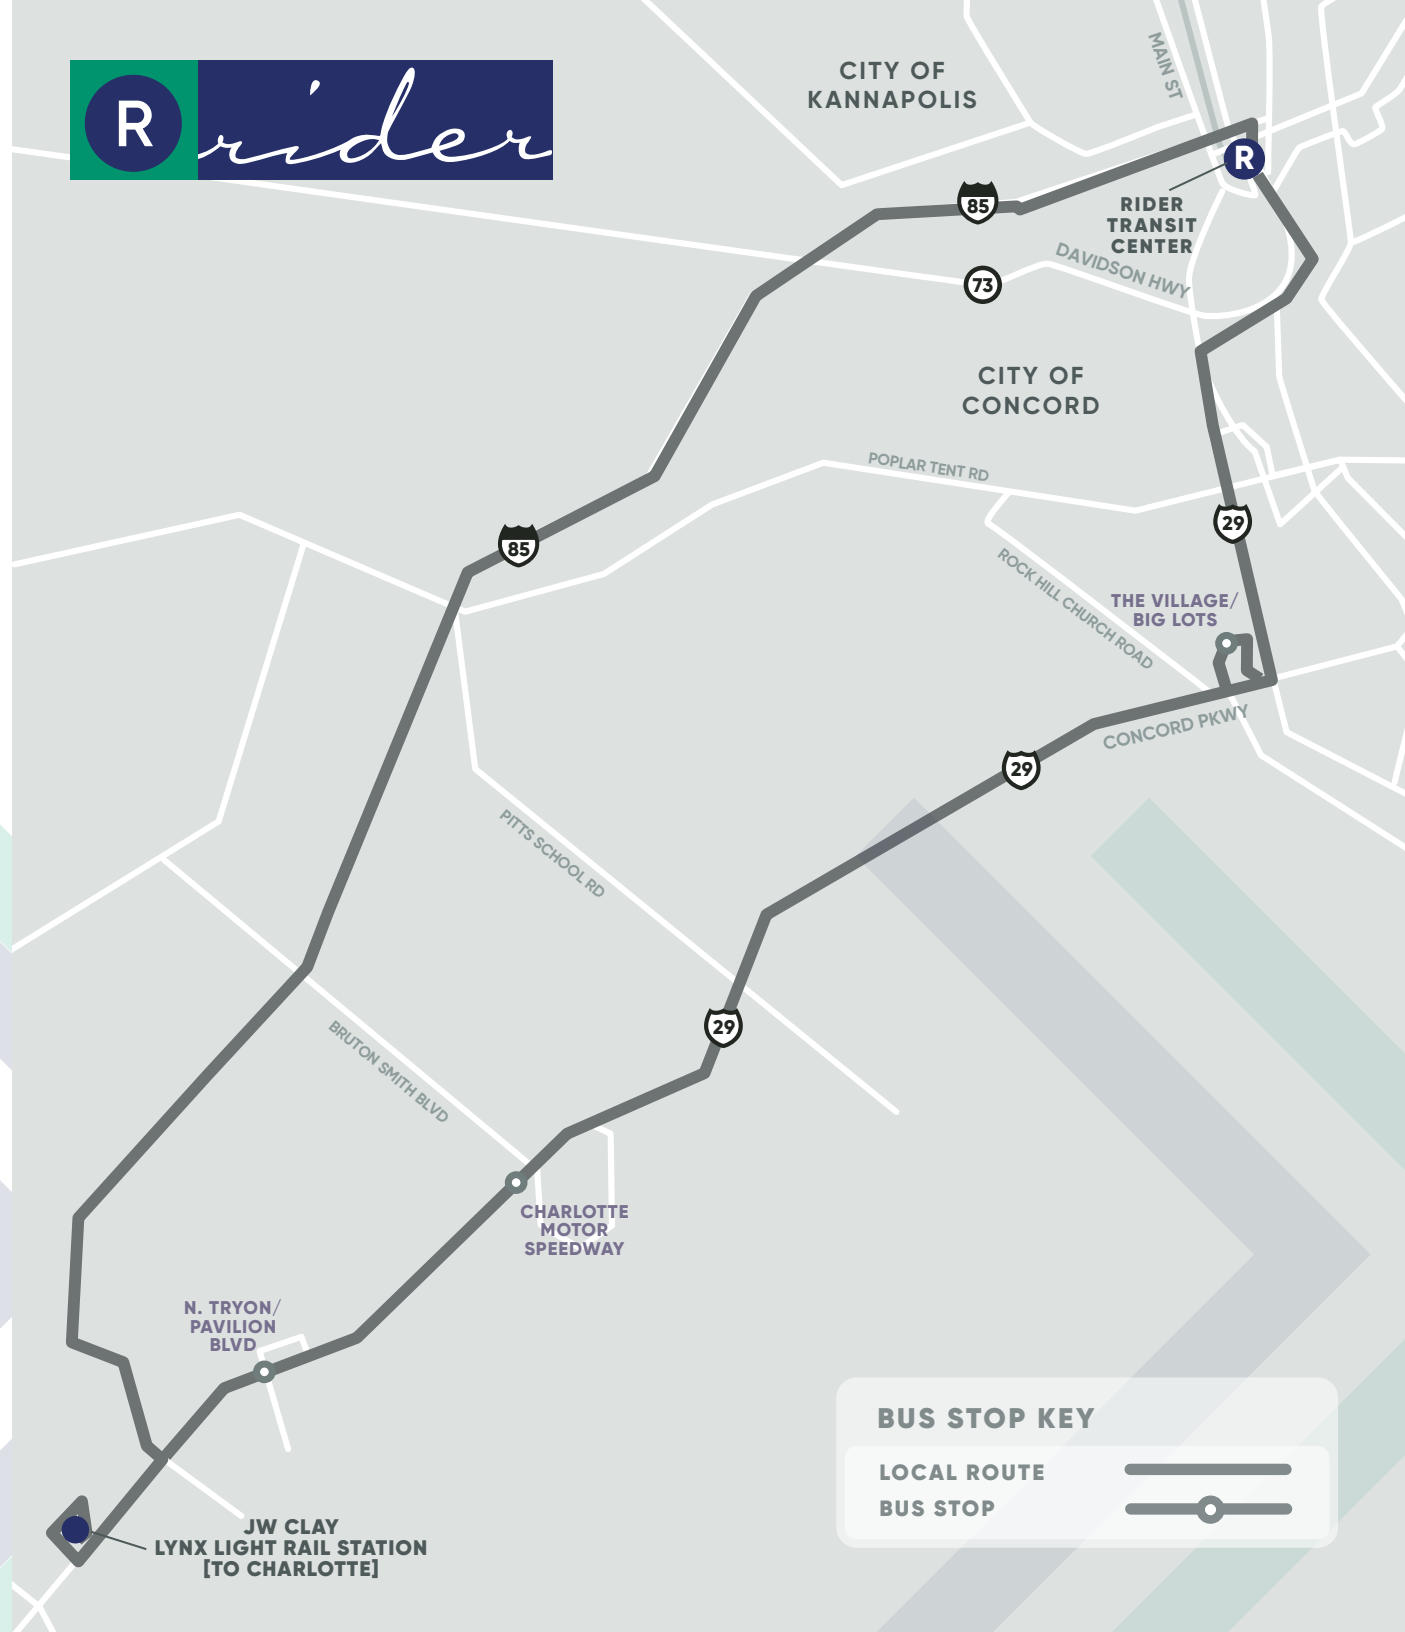 R rider
CITY OF
KANNAPOLIS
MAIN ST
R
85
RIDER
TRANSIT
CENTER
DAVIDSON HWY
73
CITY OF
CONCORD
POPLAR TENT RD
29
85
ROCK HILL CHURCH ROAD
THE VILLAGE/
BIG LOTS
CONCORD PKWY
29
PITTS SCHOOL RD
29
BRUTON SMITH BLVD
CHARLOTTE
MOTOR
SPEEDWAY
N. TRYON/
PAVILION
BLVD
BUS STOP KEY
LOCAL ROUTE
BUS STOP
JW CLAY
LYNX LIGHT RAIL STATION
[TO CHARLOTTE]